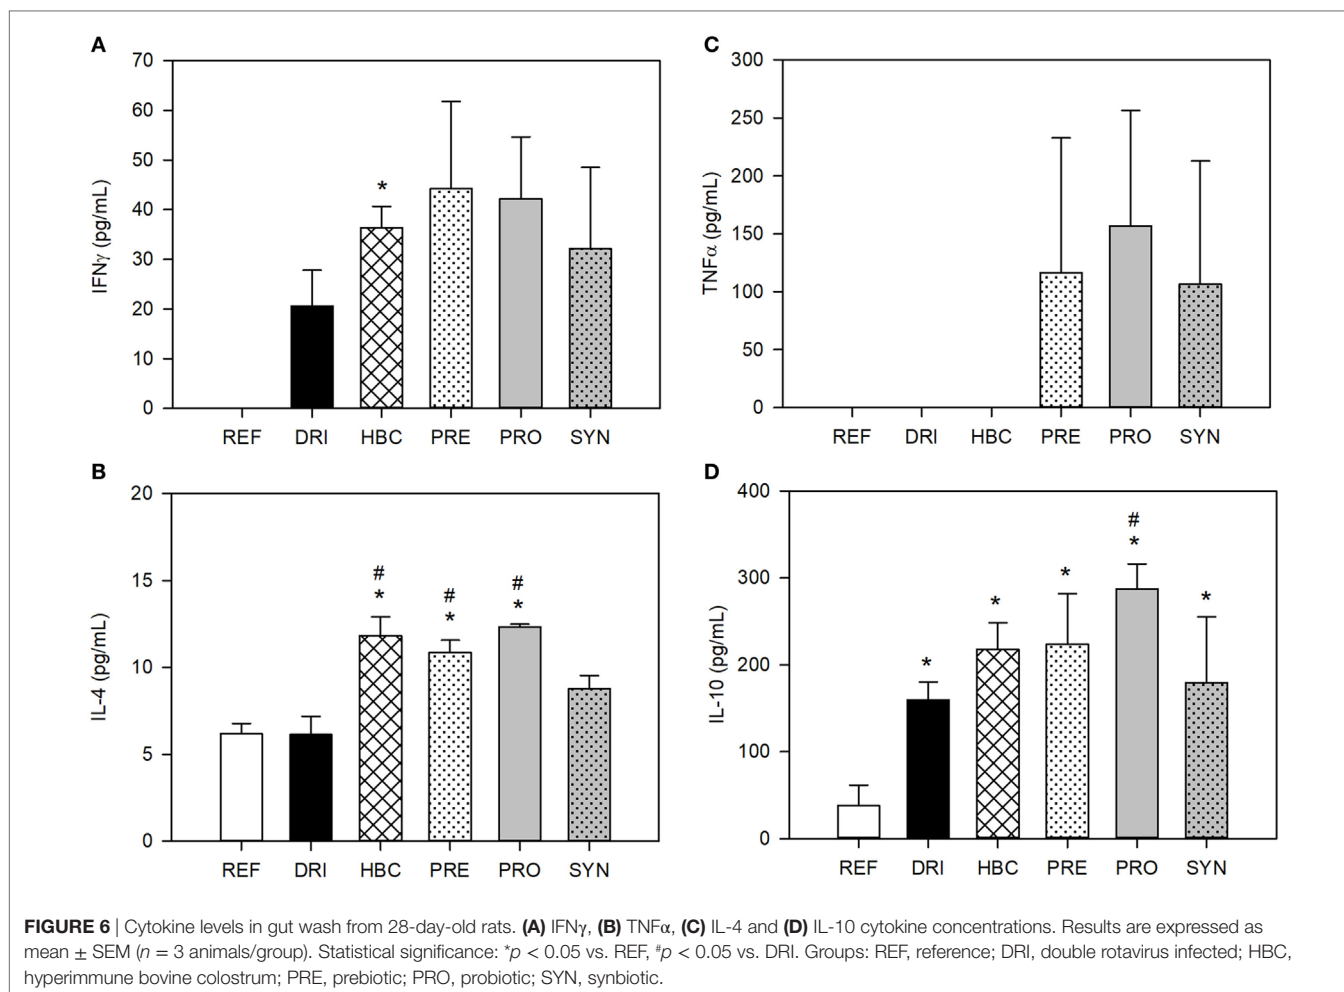 A
70
60
50
40
30
20
10
0
IFNγ (pg/mL)
*
REF DRI HBC PRE PRO SYN
C
300
250
200
150
100
50
0
TNFα (pg/mL)
REF DRI HBC PRE PRO SYN
B
20
15
10
5
0
IL-4 (pg/mL)
# # #
* * *
REF DRI HBC PRE PRO SYN
D
400
300
200
100
0
IL-10 (pg/mL)
#
* * * * *
REF DRI HBC PRE PRO SYN
FIGURE 6 | Cytokine levels in gut wash from 28-day-old rats. (A) IFNγ, (B) TNFα, (C) IL-4 and (D) IL-10 cytokine concentrations. Results are expressed as
mean ± SEM (n = 3 animals/group). Statistical significance: *p < 0.05 vs. REF, #p < 0.05 vs. DRI. Groups: REF, reference; DRI, double rotavirus infected; HBC,
hyperimmune bovine colostrum; PRE, prebiotic; PRO, probiotic; SYN, synbiotic.